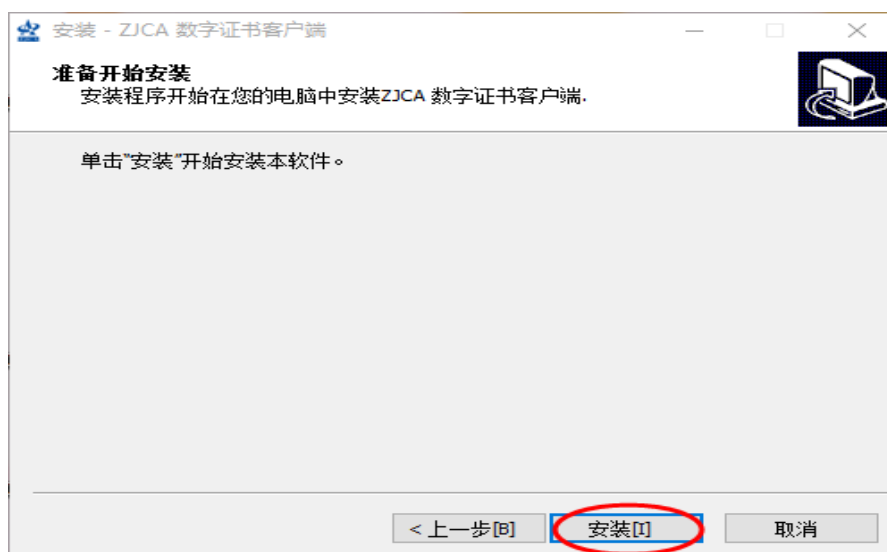 安装 - ZJCA 数字证书客户端
准备开始安装
安装程序开始在您的电脑中安装ZJCA 数字证书客户端.
单击"安装"开始安装本软件。
< 上一步[B]
安装[I]
取消